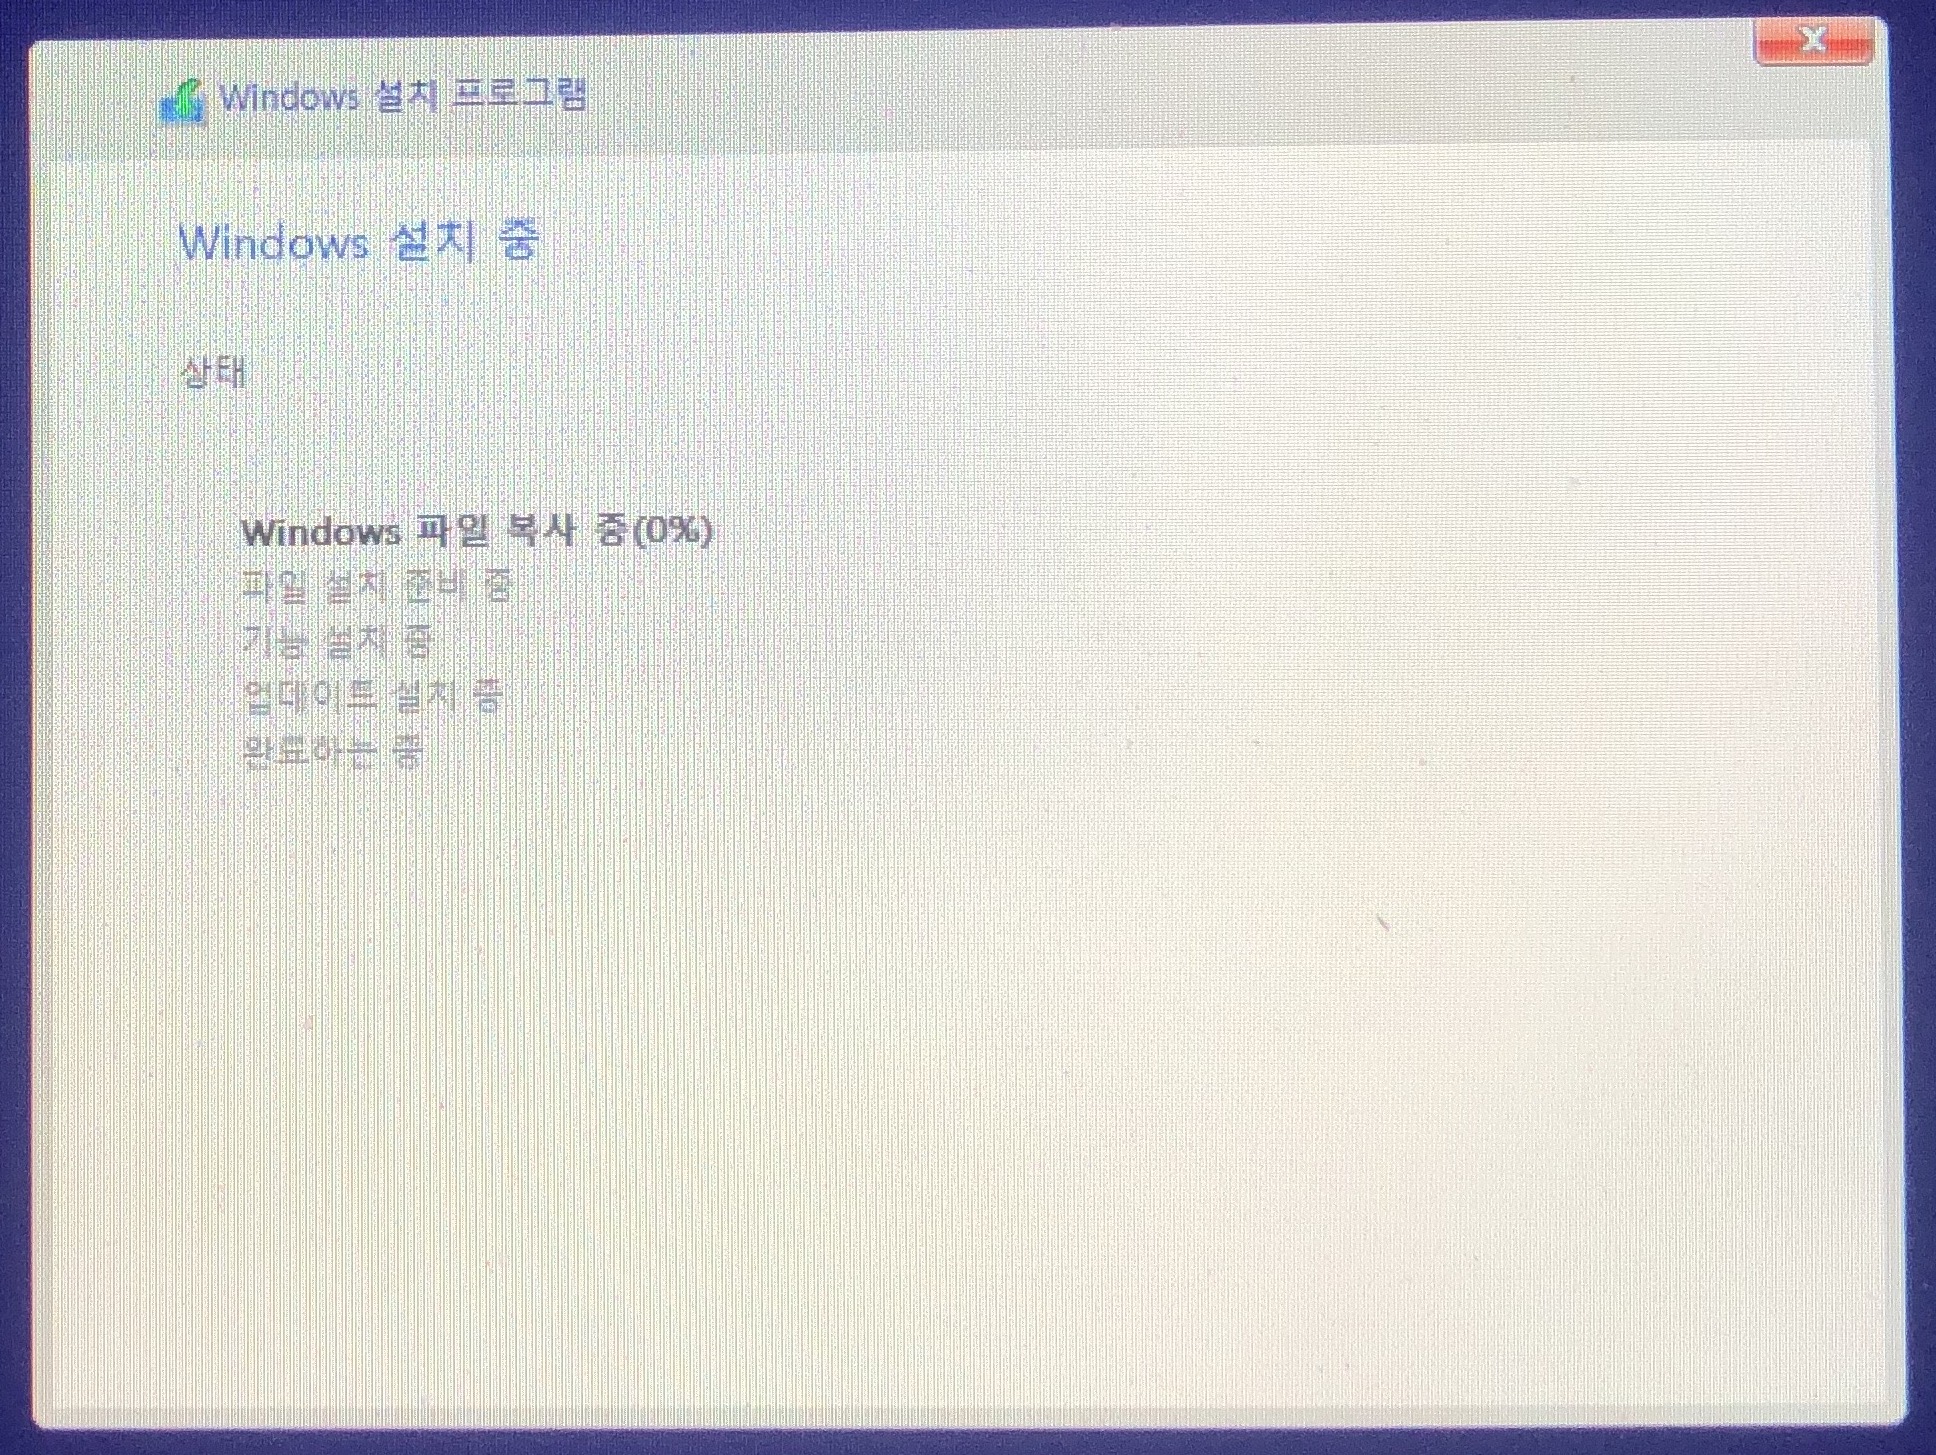 Windows 설치 프로그램
Windows 설치 중
상태
Windows 파일 복사 중(0%)
파일 설치 준비 중
기능 설치 중
업데이트 설치 중
완료하는 중